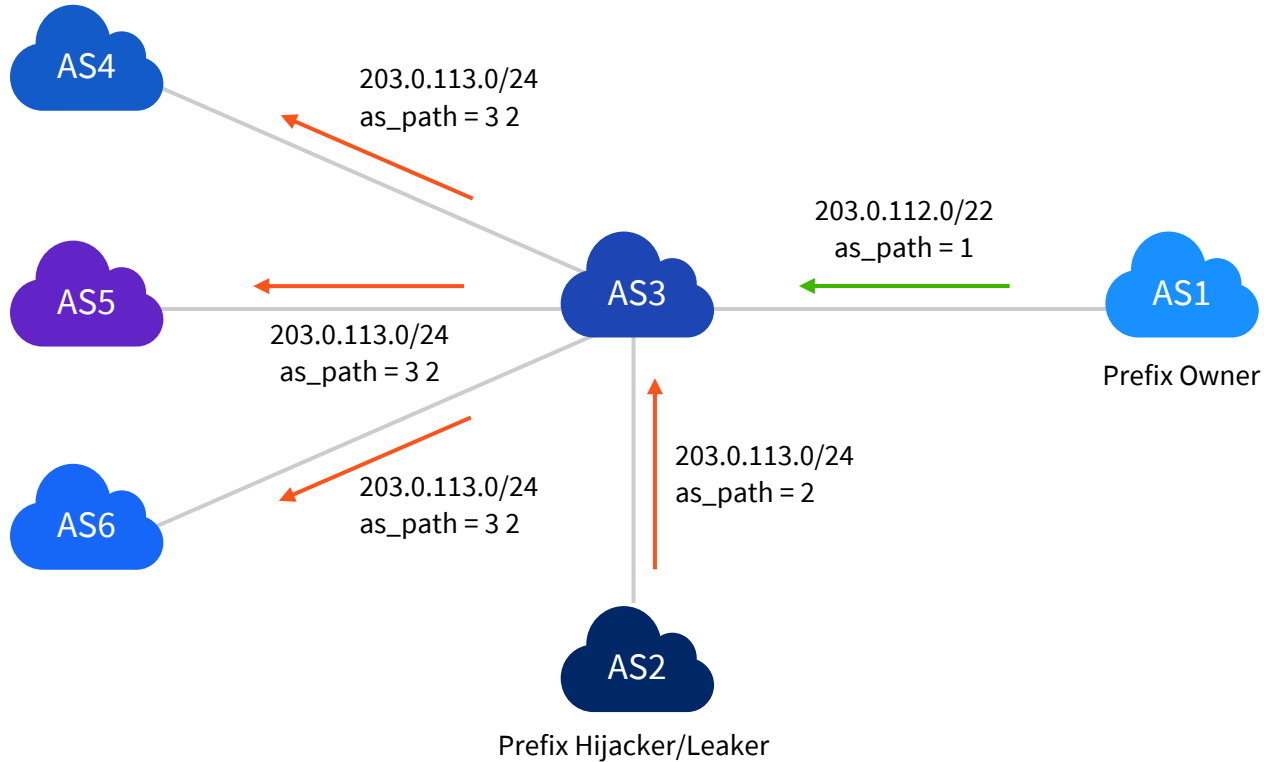 AS4
203.0.113.0/24
as_path = 3 2
203.0.112.0/22
as_path = 1
AS5
AS3
AS1
203.0.113.0/24
as_path = 3 2
Prefix Owner
203.0.113.0/24
as_path = 2
203.0.113.0/24
as_path = 3 2
AS6
AS2
Prefix Hijacker/Leaker